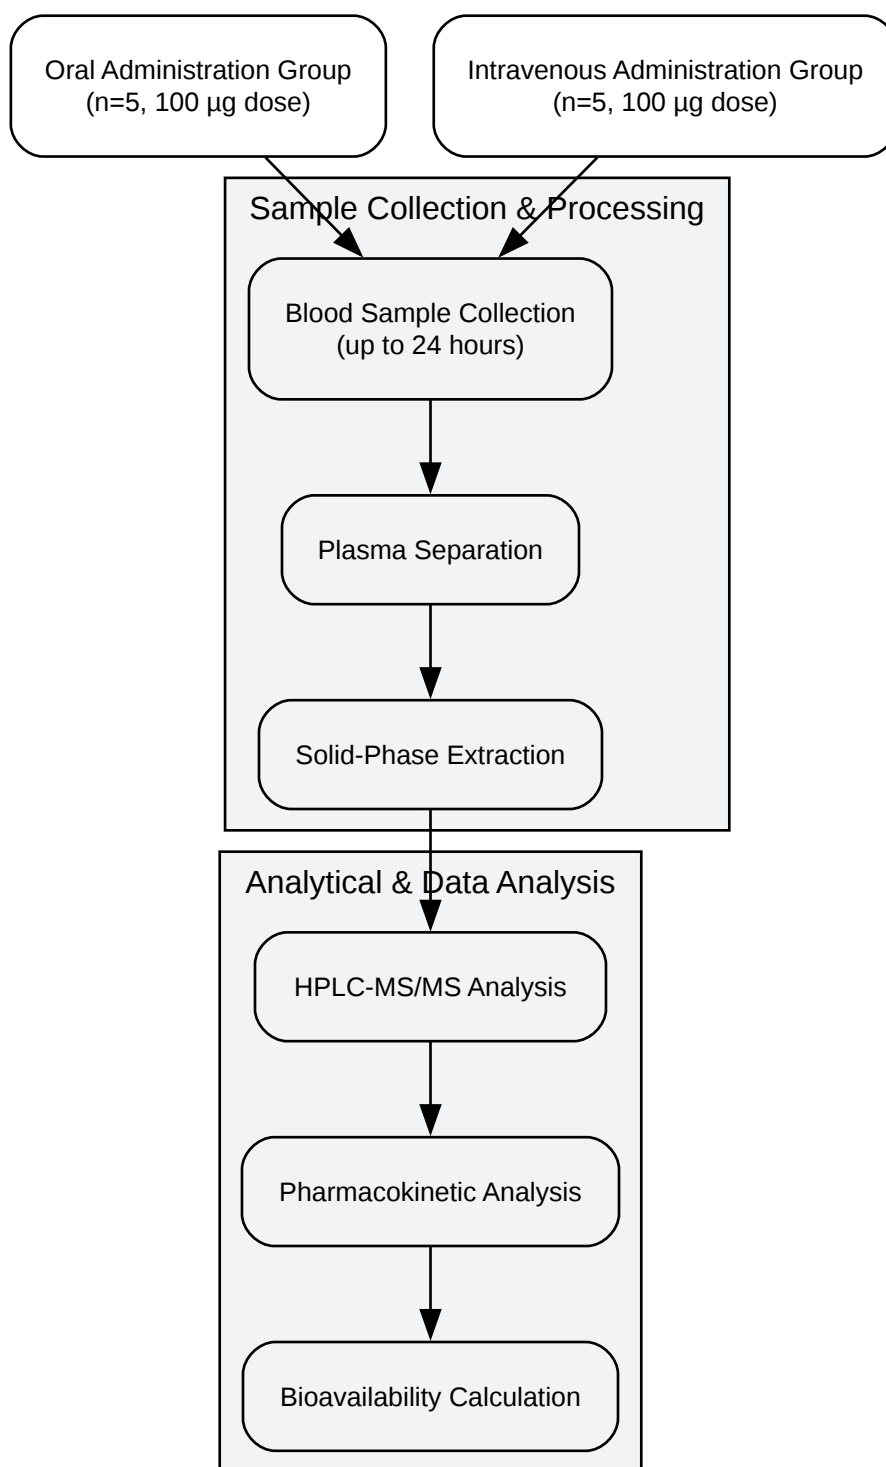 Oral Administration Group
(n=5, 100 µg dose)
Intravenous Administration Group
(n=5, 100 µg dose)
Sample Collection & Processing
Blood Sample Collection
(up to 24 hours)
Plasma Separation
Solid-Phase Extraction
Analytical & Data Analysis
HPLC-MS/MS Analysis
Pharmacokinetic Analysis
Bioavailability Calculation